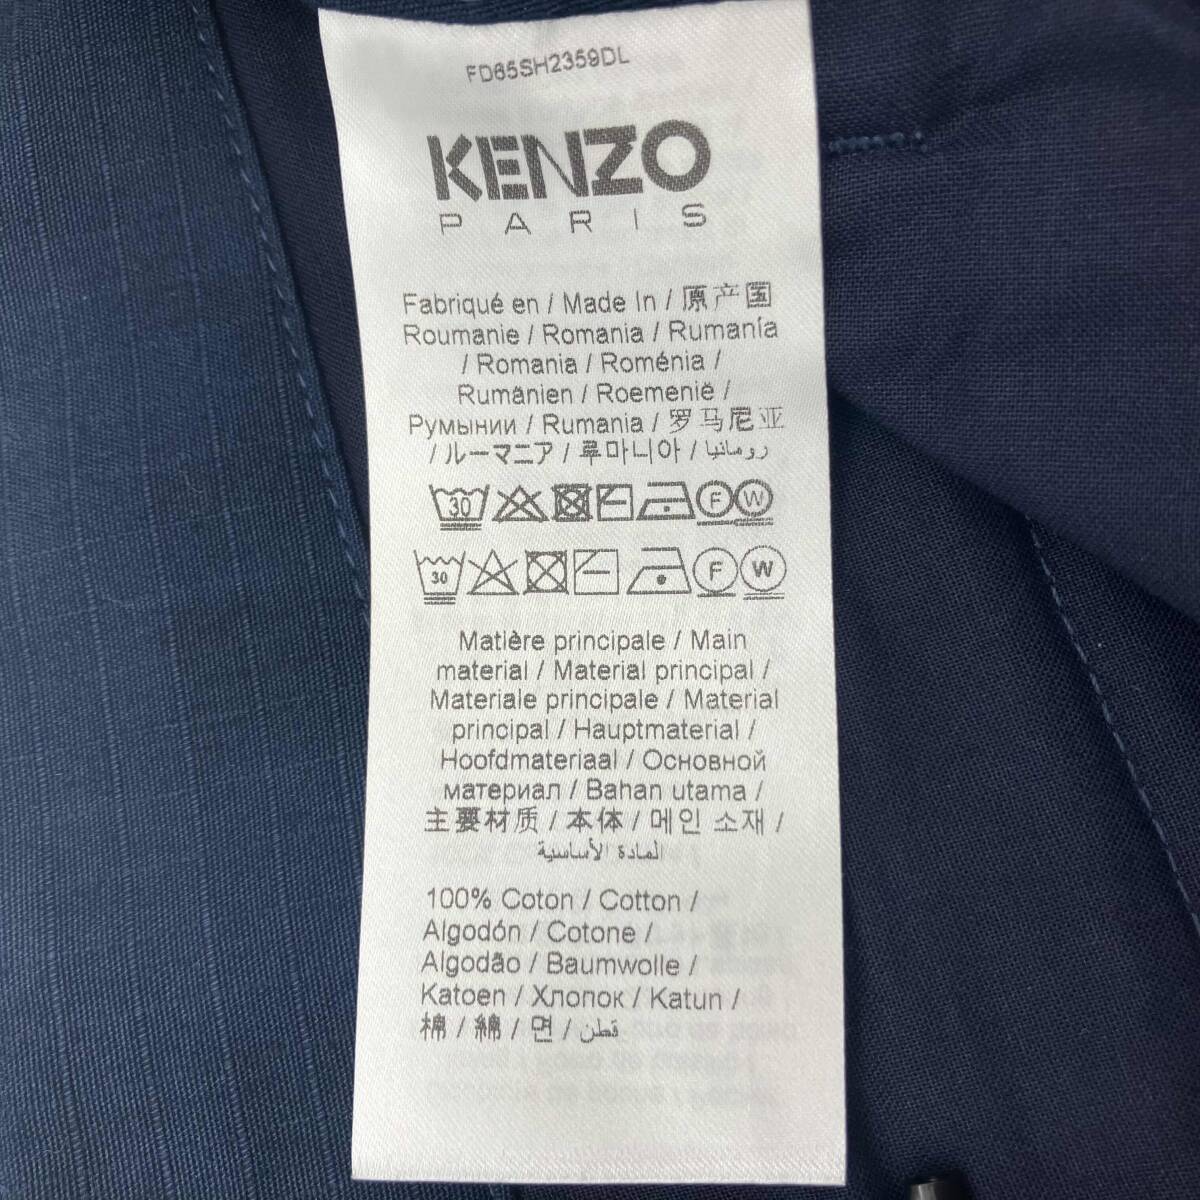 FD65SH2359DL
KENZO
PARIS
Fabriqué en / Made In / 原产国
Roumanie / Romania / Rumanía
/ Romania / Roménia /
Rumänien / Roemenië /
Румынии / Rumania / 罗马尼亚
/ ルーマニア / 루마니아 / رومانيا
30 F W
30 F W
Matière principale / Main
material / Material principal /
Materiale principale / Material
principal / Hauptmaterial /
Hoofdmateriaal / Основной
материал / Bahan utama /
主要材质 / 本体 / 메인 소재 /
المادة الأساسية
100% Coton / Cotton /
Algodón / Cotone /
Algodão / Baumwolle /
Katoen / Хлопок / Katun /
棉 / 綿 / 면 / قطن